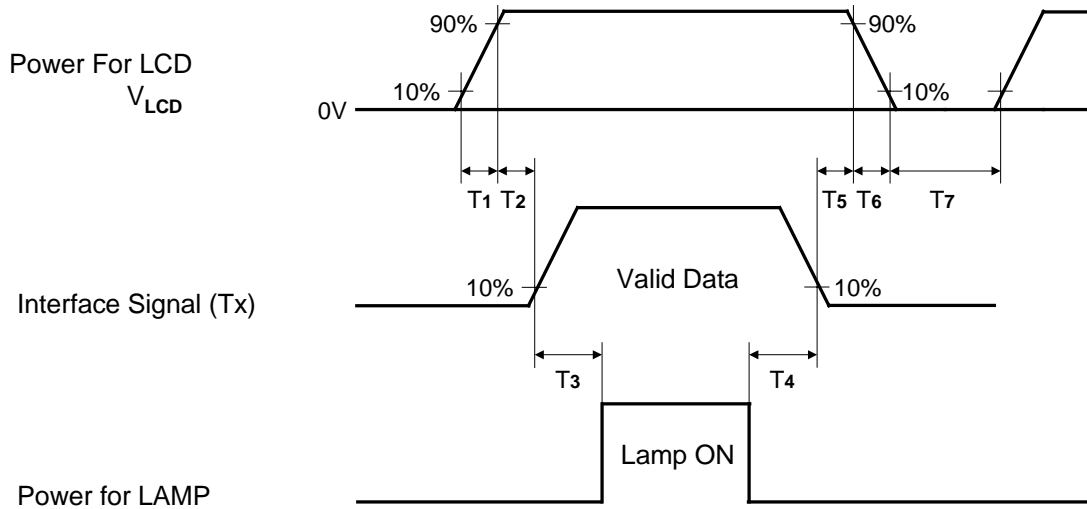 90% 90%
Power For LCD
VLCD
10% 10%
0V
T1 T2 T5 T6 T7
Valid Data
10% 10%
Interface Signal (Tx)
T3 T4
Lamp ON
Power for LAMP